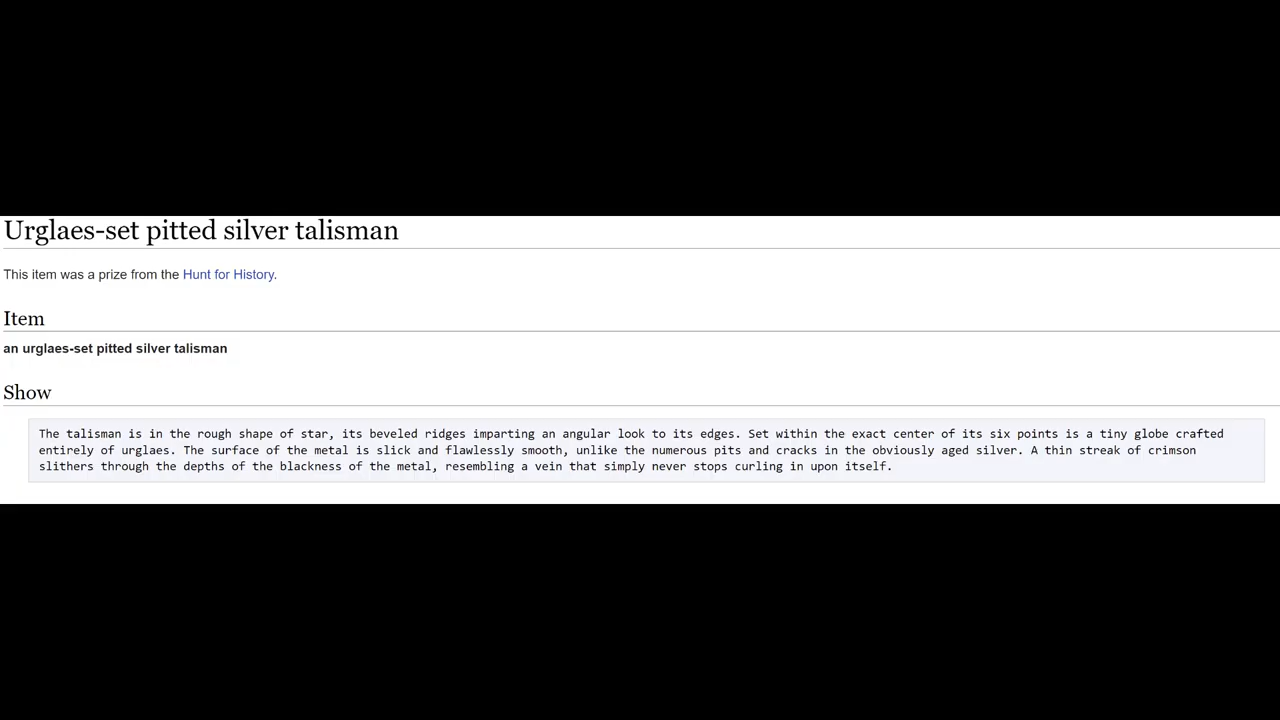 Urglaes-set pitted silver talisman
This item was a prize from the Hunt for History.
Item
an urglaes-set pitted silver talisman
Show
The talisman is in the rough shape of star, its beveled ridges imparting an angular look to its edges. Set within the exact center of its six points is a tiny globe crafted
entirely of urglaes. The surface of the metal is slick and flawlessly smooth, unlike the numerous pits and cracks in the obviously aged silver. A thin streak of crimson
slithers through the depths of the blackness of the metal, resembling a vein that simply never stops curling in upon itself.